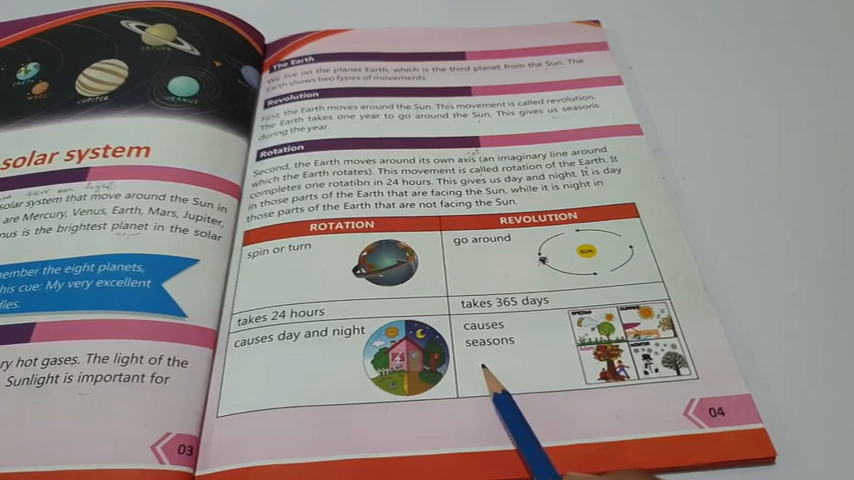 SATURN
EARTH
MARS
JUPITER
URANUS
solar system
solar system that move around the Sun in
are Mercury, Venus, Earth, Mars, Jupiter,
is the brightest planet in the solar
member the eight planets,
this cue: My very excellent
dles.
ry hot gases. The light of the
Sunlight is important for
03
The Earth
We live on the planet Earth, which is the third planet from the Sun. The
Earth shows two types of movements.
Revolution
First, the Earth moves around the Sun. This movement is called revolution.
The Earth takes one year to go around the Sun. This gives us seasons
during the year.
Rotation
Second, the Earth moves around its own axis (an imaginary line around
which the Earth rotates). This movement is called rotation of the Earth. It
completes one rotation in 24 hours. This gives us day and night. It is day
in those parts of the Earth that are facing the Sun, while it is night in
those parts of the Earth that are not facing the Sun.
ROTATION REVOLUTION
spin or turn
go around
SUN
takes 24 hours
takes 365 days
causes day and night
causes
seasons
SPRING SUMMER
WINTER
04